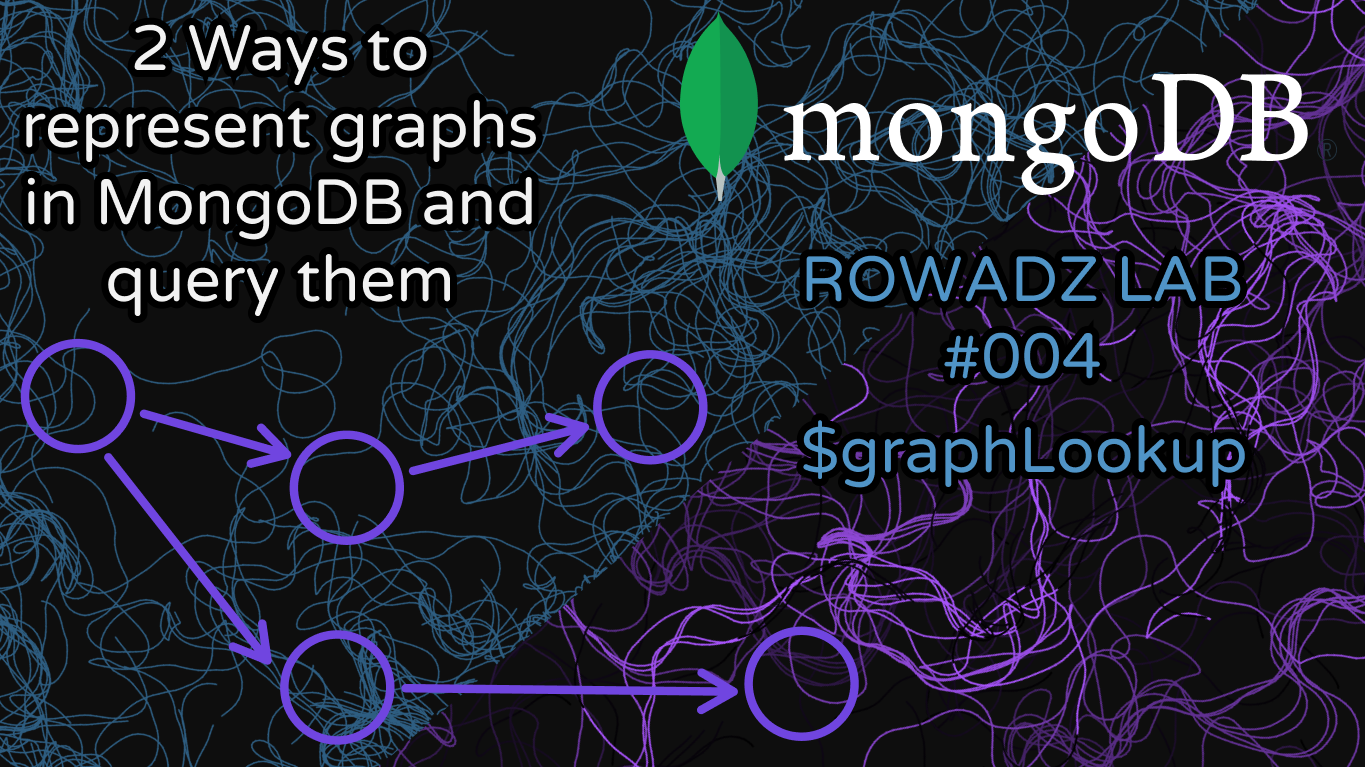 2 Ways to
represent graphs
in MongoDB and
query them
mongoDB®
ROWADZ LAB
#004
$graphLookup